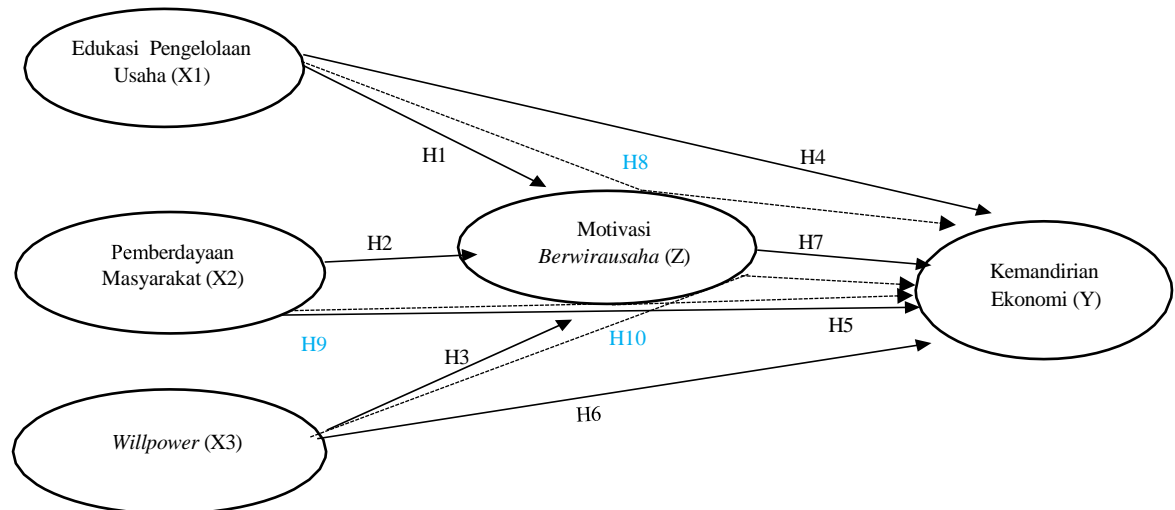 Edukasi Pengelolaan
Usaha (X1)
H1
H8
H4
Pemberdayaan
Masyarakat (X2)
H2
Motivasi
Berwirausaha (Z)
H7
Kemandirian
Ekonomi (Y)
H9
H3
H10
H5
H6
Willpower (X3)